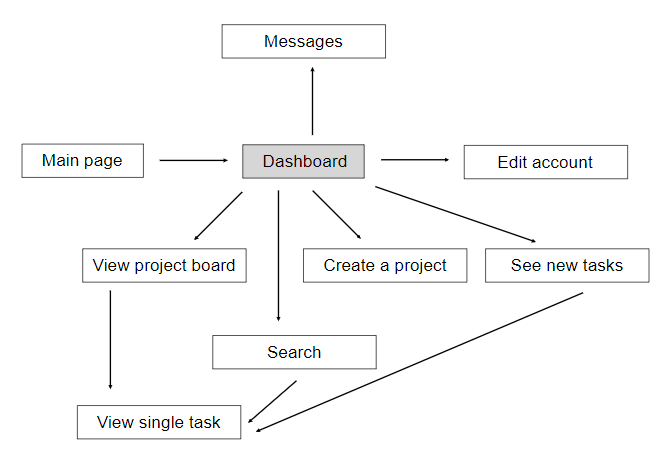 Messages
Main page
Dashboard
Edit account
View project board
Create a project
See new tasks
Search
View single task